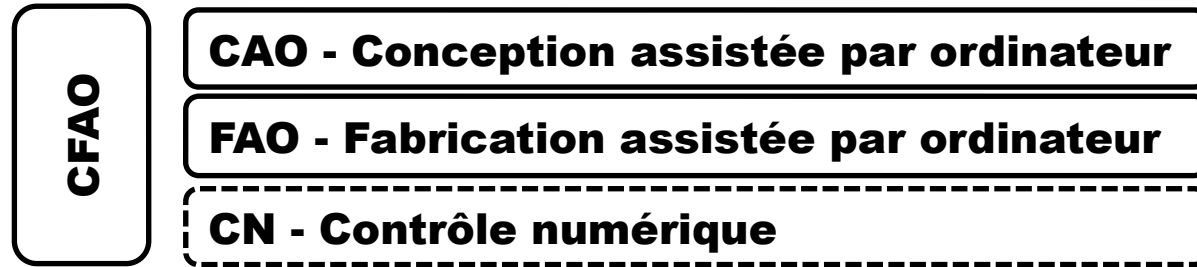 CFAO
CAO - Conception assistée par ordinateur
FAO - Fabrication assistée par ordinateur
CN - Contrôle numérique